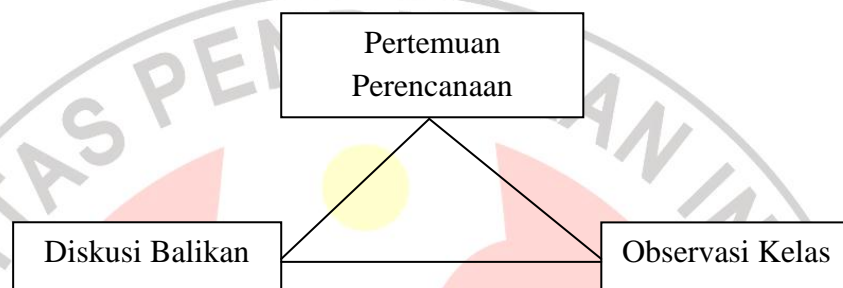 Pertemuan
Perencanaan
Diskusi Balikan
Observasi Kelas